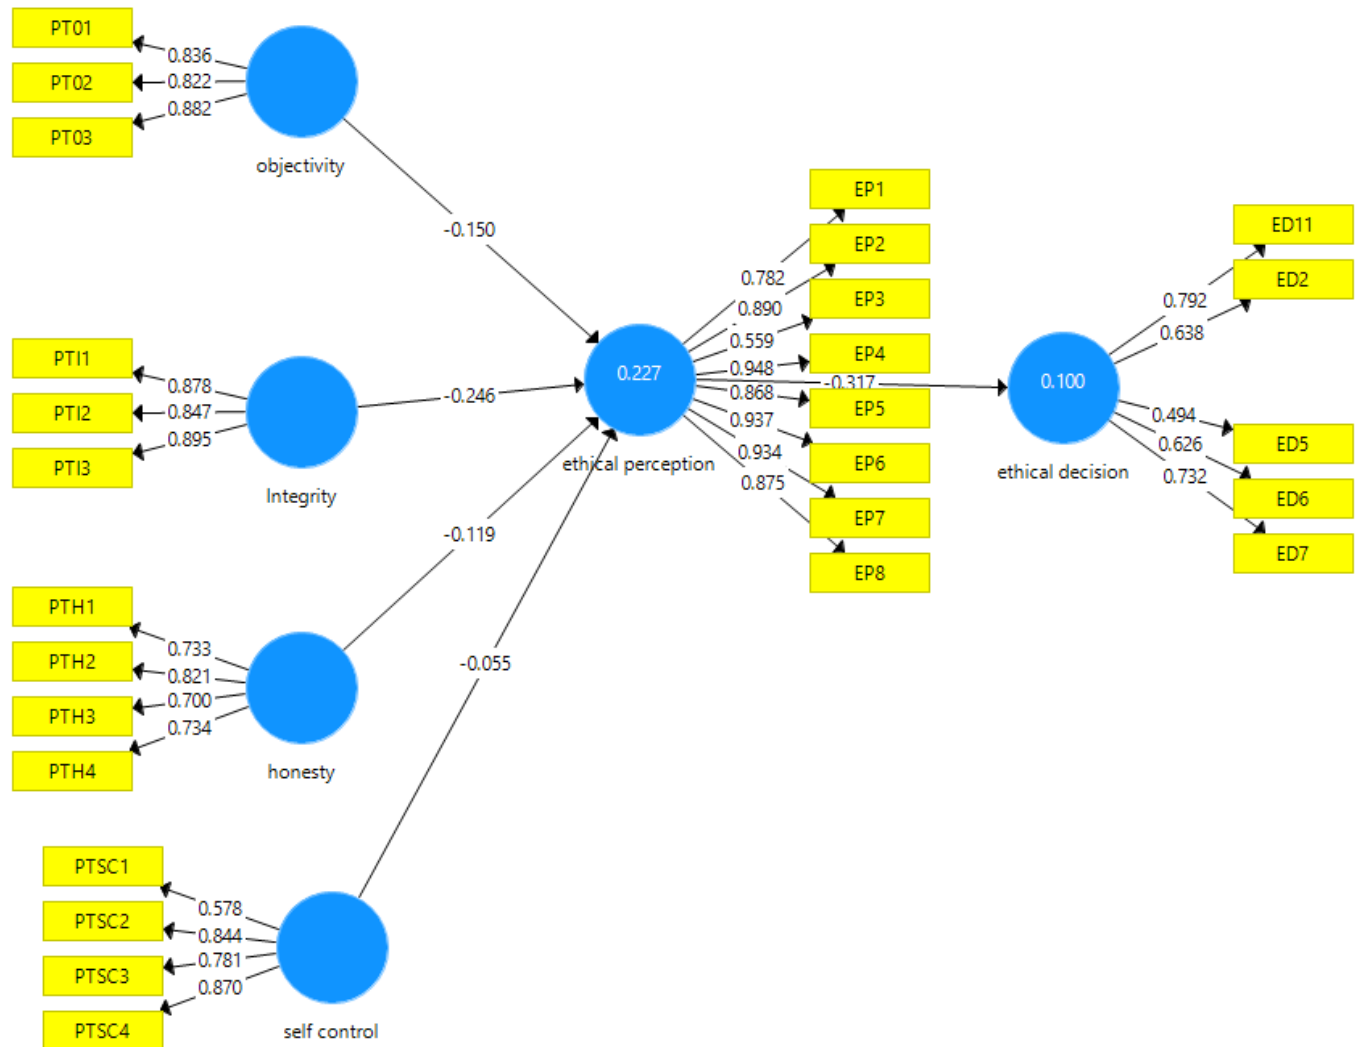 PT01
PT02
PT03
0.836
0.822
0.882
objectivity
-0.150
PTI1
PTI2
PTI3
0.878
0.847
0.895
Integrity
-0.246
PTH1
PTH2
PTH3
PTH4
0.733
0.821
0.700
0.734
honesty
-0.119
PTSC1
PTSC2
PTSC3
PTSC4
0.578
0.844
0.781
0.870
self control
-0.055
0.227
ethical perception
0.782
0.890
0.559
0.948
0.868
0.937
0.934
0.875
EP1
EP2
EP3
EP4
EP5
EP6
EP7
EP8
-0.317
0.100
ethical decision
0.792
0.638
0.494
0.626
0.732
ED11
ED2
ED5
ED6
ED7